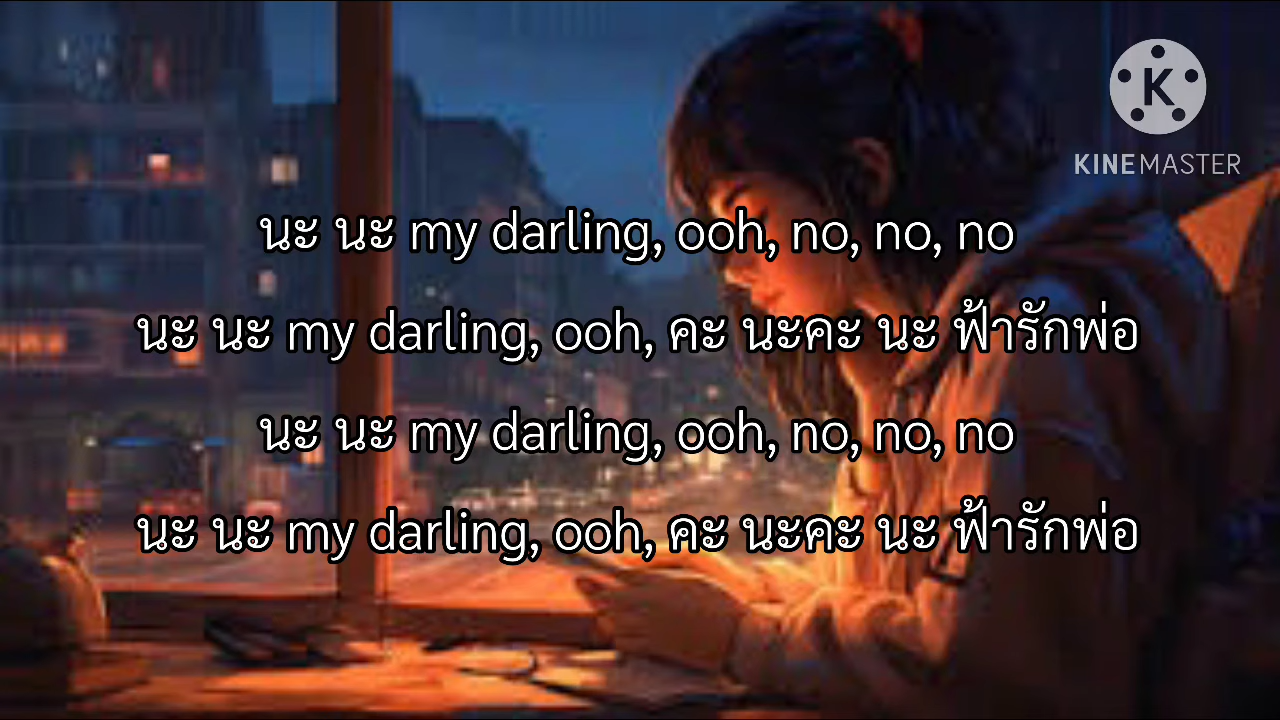 KINEMASTER
นะ นะ my darling, ooh, no, no, no
นะ นะ my darling, ooh, คะ นะคะ นะ ฟ้ารักพ่อ
นะ นะ my darling, ooh, no, no, no
นะ นะ my darling, ooh, คะ นะคะ นะ ฟ้ารักพ่อ